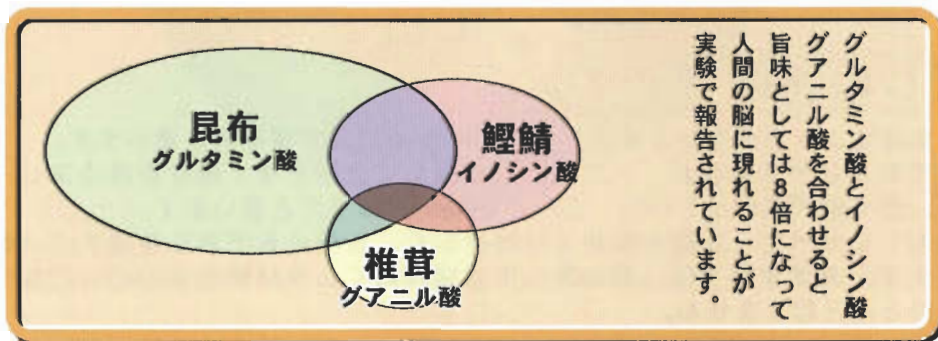 昆布
グルタミン酸
鰹鯖
イノシン酸
椎茸
グアニル酸
グルタミン酸とイノシン酸
グアニル酸を合わせると
旨味としては8倍になって
人間の脳に現れることが
実験で報告されています。